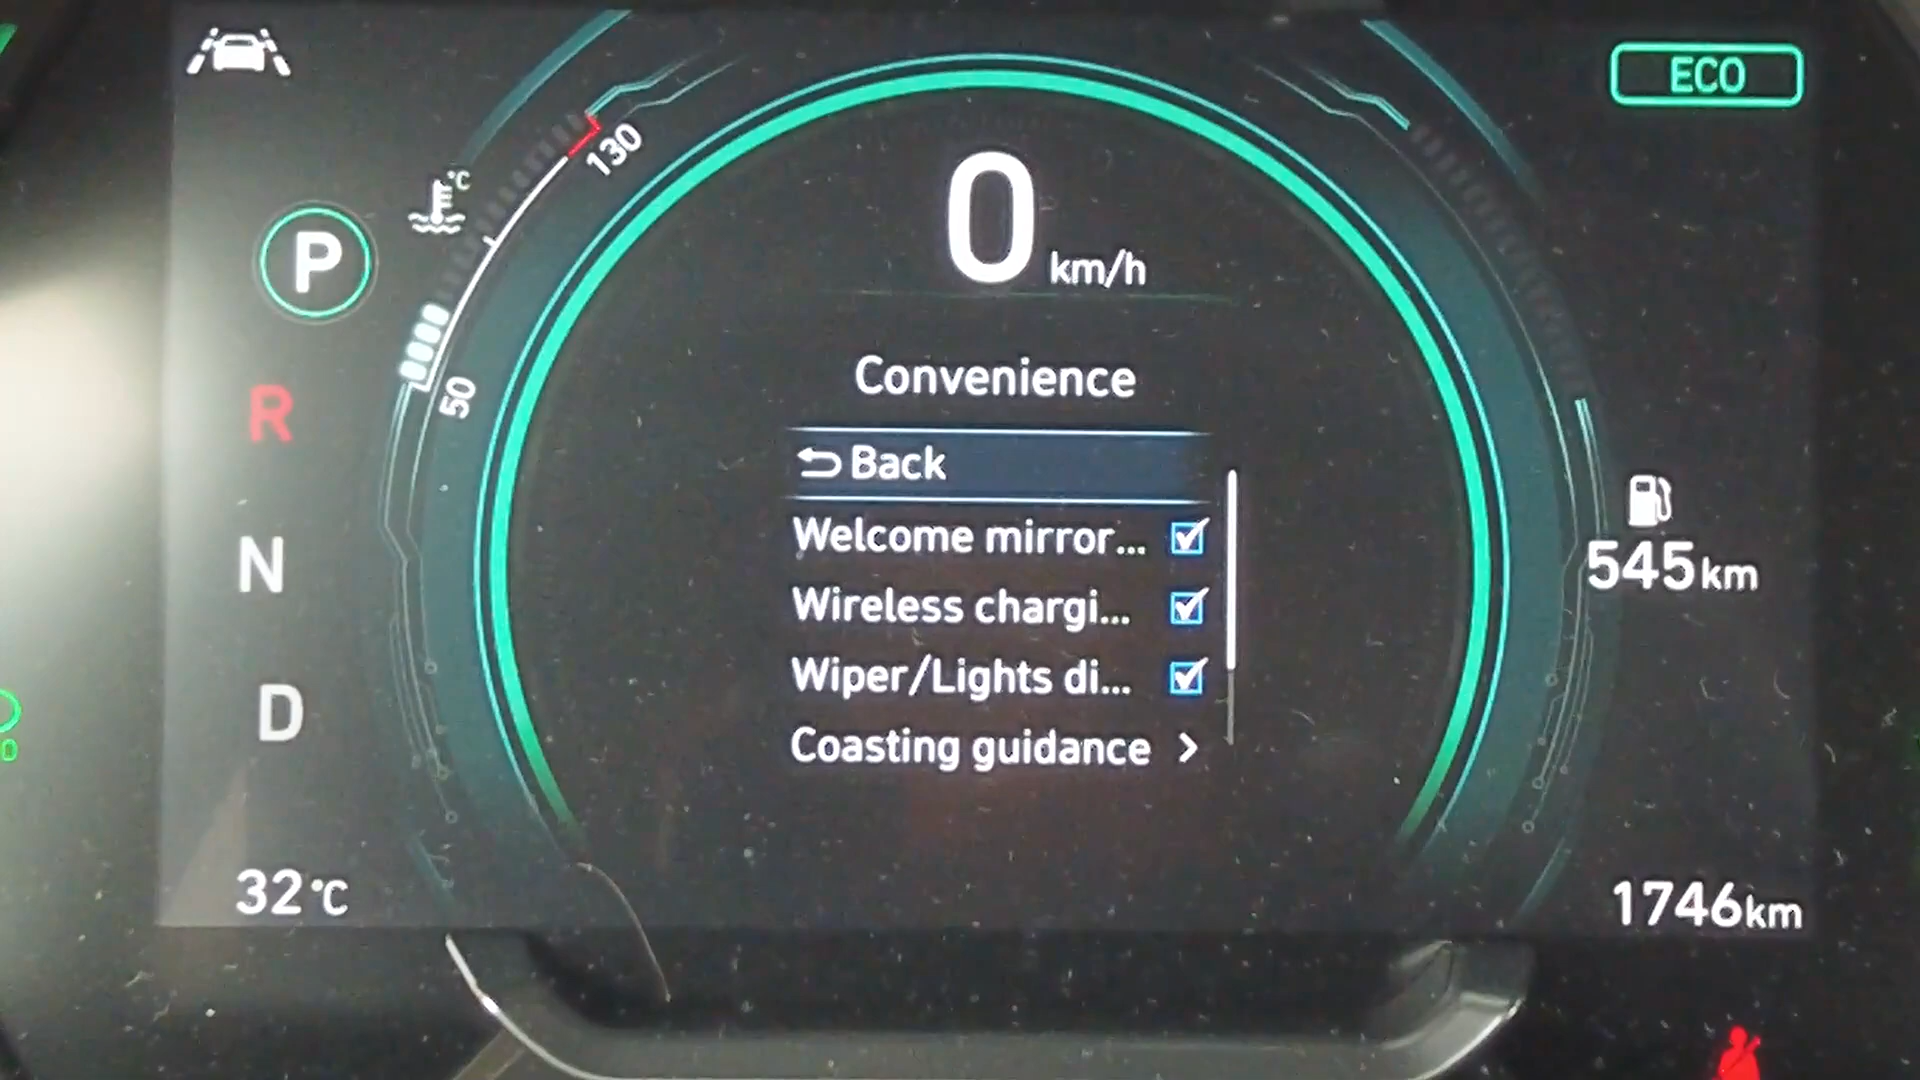 ECO
°C
130
50
0 km/h
P
R
N
D
Convenience
Back
Welcome mirror...
Wireless chargi...
Wiper/Lights di...
Coasting guidance >
545km
32°C
1746km